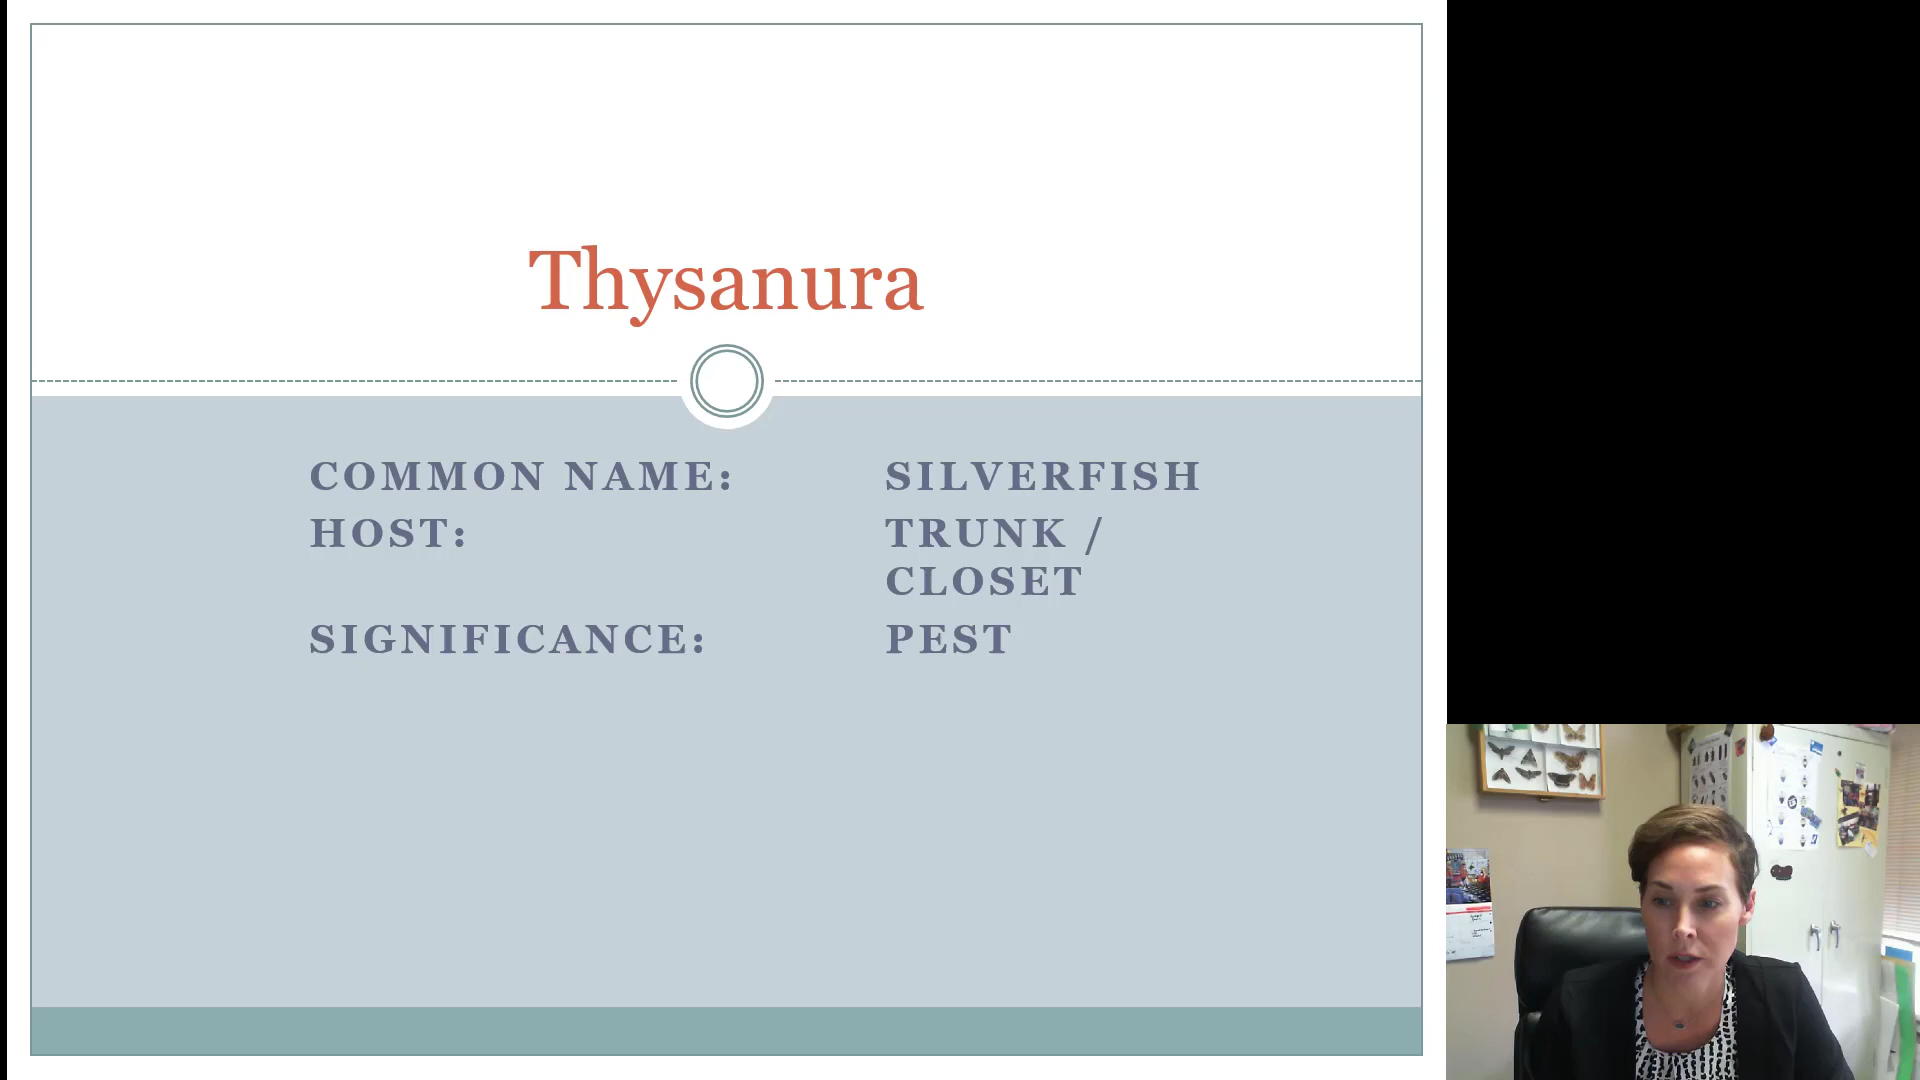 Thysanura
COMMON NAME: SILVERFISH
HOST: TRUNK /
CLOSET
SIGNIFICANCE: PEST